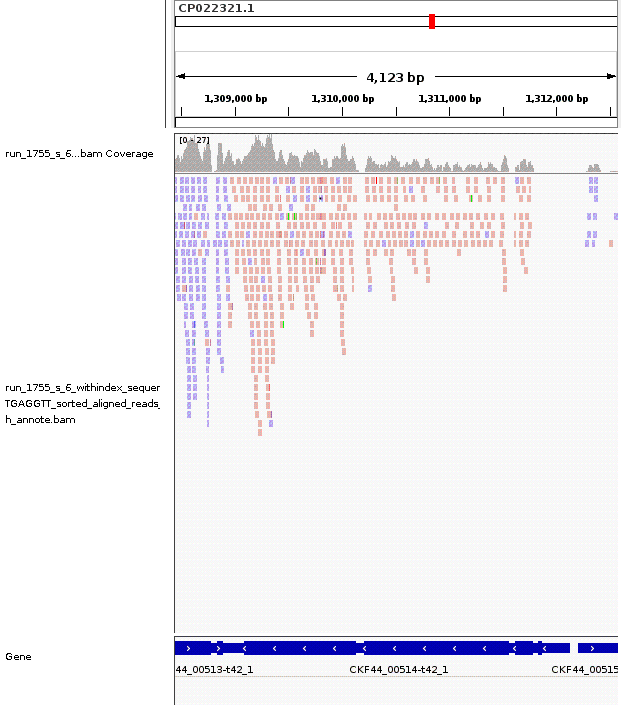 CP022321.1
4,123 bp
1,309,000 bp 1,310,000 bp 1,311,000 bp 1,312,000 bp
run_1755_s_6...bam Coverage
[0 - 27]
run_1755_s_6_withindex_sequer
TGAGGTT_sorted_aligned_reads_
h_annote.bam
Gene
44_00513-t42_1 CKF44_00514-t42_1 CKF44_00515